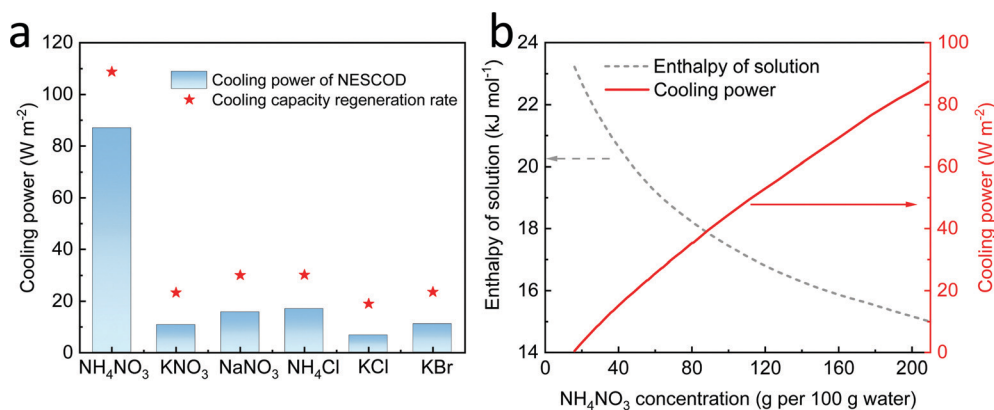 a
120
100
80
60
40
20
0
Cooling power (W m⁻²)
Cooling power of NESCOD
Cooling capacity regeneration rate
NH₄NO₃ KNO₃ NaNO₃ NH₄Cl KCl KBr
b
24
22
20
18
16
14
Enthalpy of solution (kJ mol⁻¹)
Enthalpy of solution
Cooling power
100
80
60
40
20
0
Cooling power (W m⁻²)
0 40 80 120 160 200
NH₄NO₃ concentration (g per 100 g water)